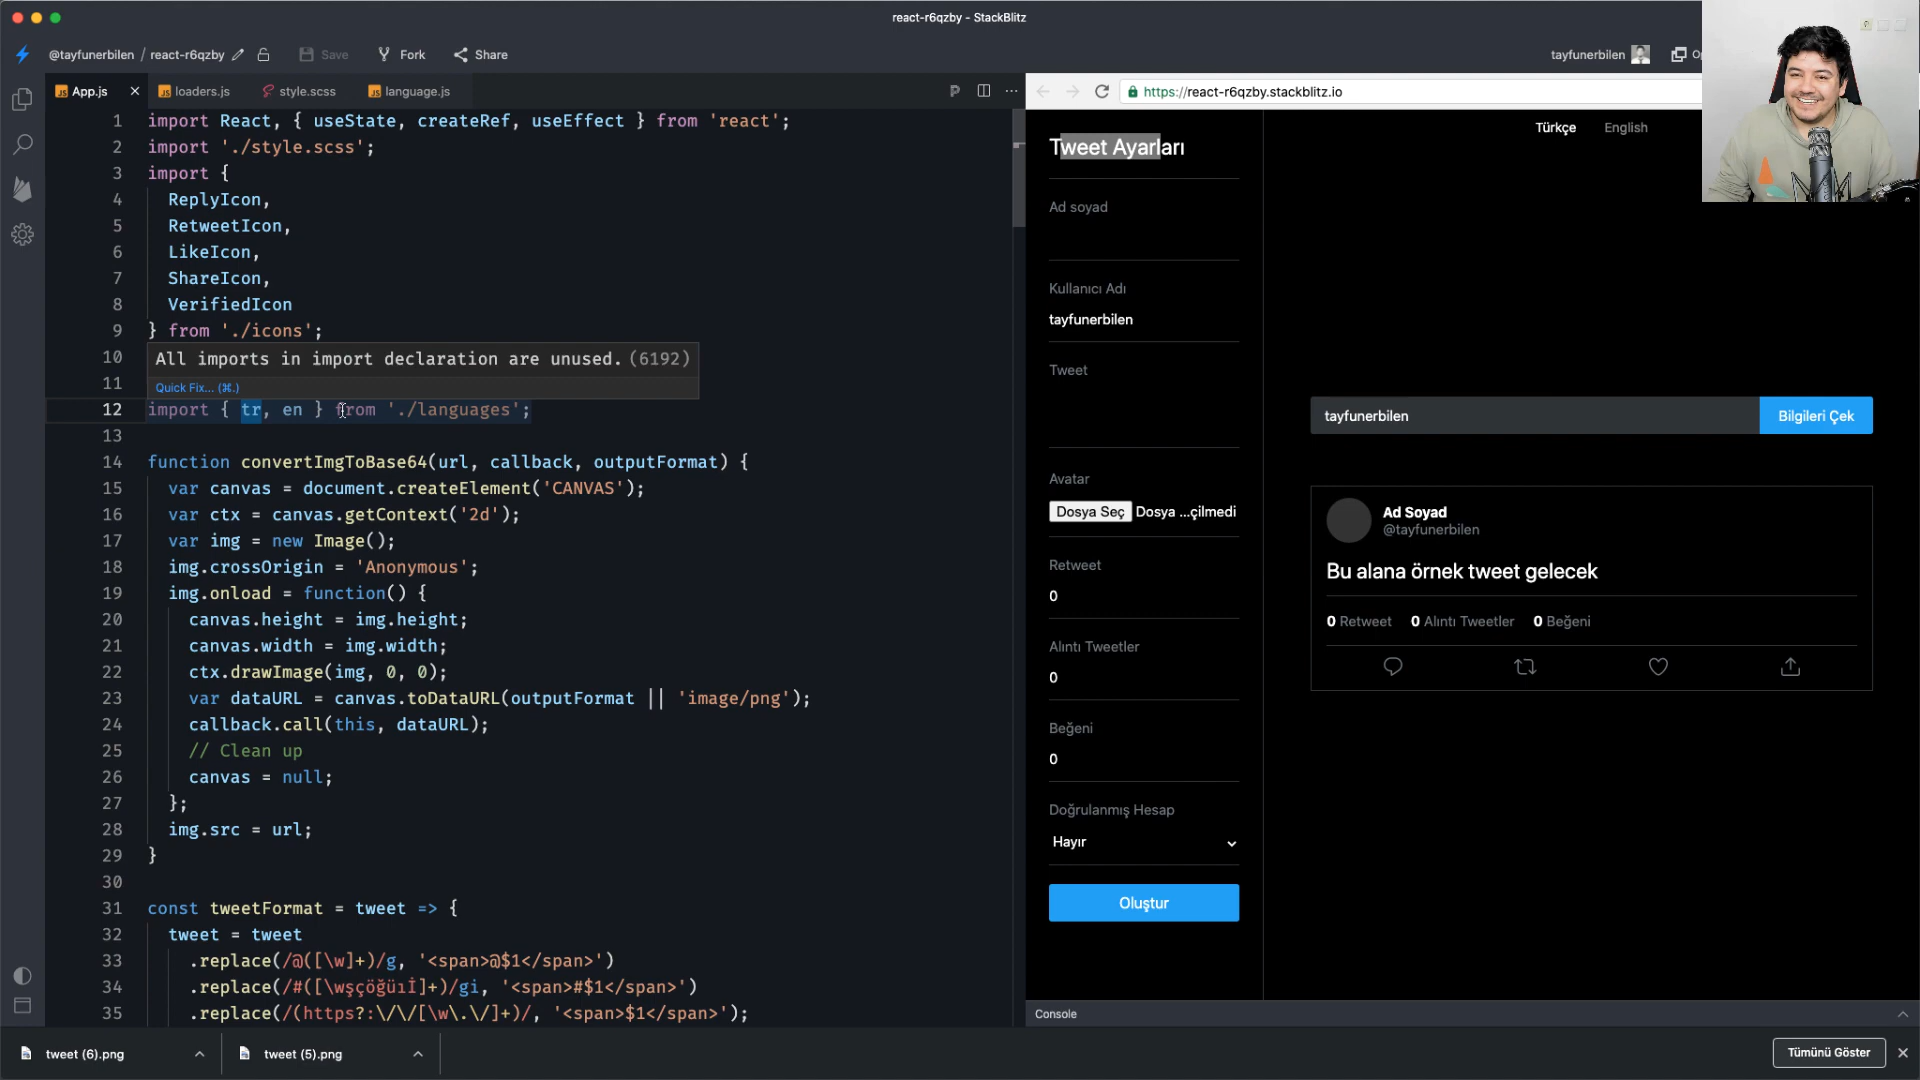 react-r6qzby - StackBlitz
@tayfunerbilen / react-r6qzby
Save
Fork
Share
tayfunerbilen
App.js
loaders.js
style.scss
language.js
https://react-r6qzby.stackblitz.io
1 import React, { useState, createRef, useEffect } from 'react';
2 import './style.scss';
3 import {
4 ReplyIcon,
5 RetweetIcon,
6 LikeIcon,
7 ShareIcon,
8 VerifiedIcon
9 } from './icons';
10
All imports in import declaration are unused. (6192)
11
Quick Fix... (⌘.)
12 import { tr, en } from './languages';
13
14 function convertImgToBase64(url, callback, outputFormat) {
15 var canvas = document.createElement('CANVAS');
16 var ctx = canvas.getContext('2d');
17 var img = new Image();
18 img.crossOrigin = 'Anonymous';
19 img.onload = function() {
20 canvas.height = img.height;
21 canvas.width = img.width;
22 ctx.drawImage(img, 0, 0);
23 var dataURL = canvas.toDataURL(outputFormat || 'image/png');
24 callback.call(this, dataURL);
25 // Clean up
26 canvas = null;
27 };
28 img.src = url;
29 }
30
31 const tweetFormat = tweet => {
32 tweet = tweet
33 .replace(/@([\w]+)/g, '<span>@$1</span>')
34 .replace(/#([\wşçöğüıİ]+)/gi, '<span>#$1</span>')
35 .replace(/(https?:\/\/[\w\.\/]+)/, '<span>$1</span>');
Tweet Ayarları
Ad soyad
Kullanıcı Adı
tayfunerbilen
Tweet
Avatar
Dosya Seç Dosya ...çilmedi
Retweet
0
Alıntı Tweetler
0
Beğeni
0
Doğrulanmış Hesap
Hayır
Oluştur
Türkçe English
tayfunerbilen
Bilgileri Çek
Ad Soyad
@tayfunerbilen
Bu alana örnek tweet gelecek
0 Retweet 0 Alıntı Tweetler 0 Beğeni
Console
tweet (6).png
tweet (5).png
Tümünü Göster